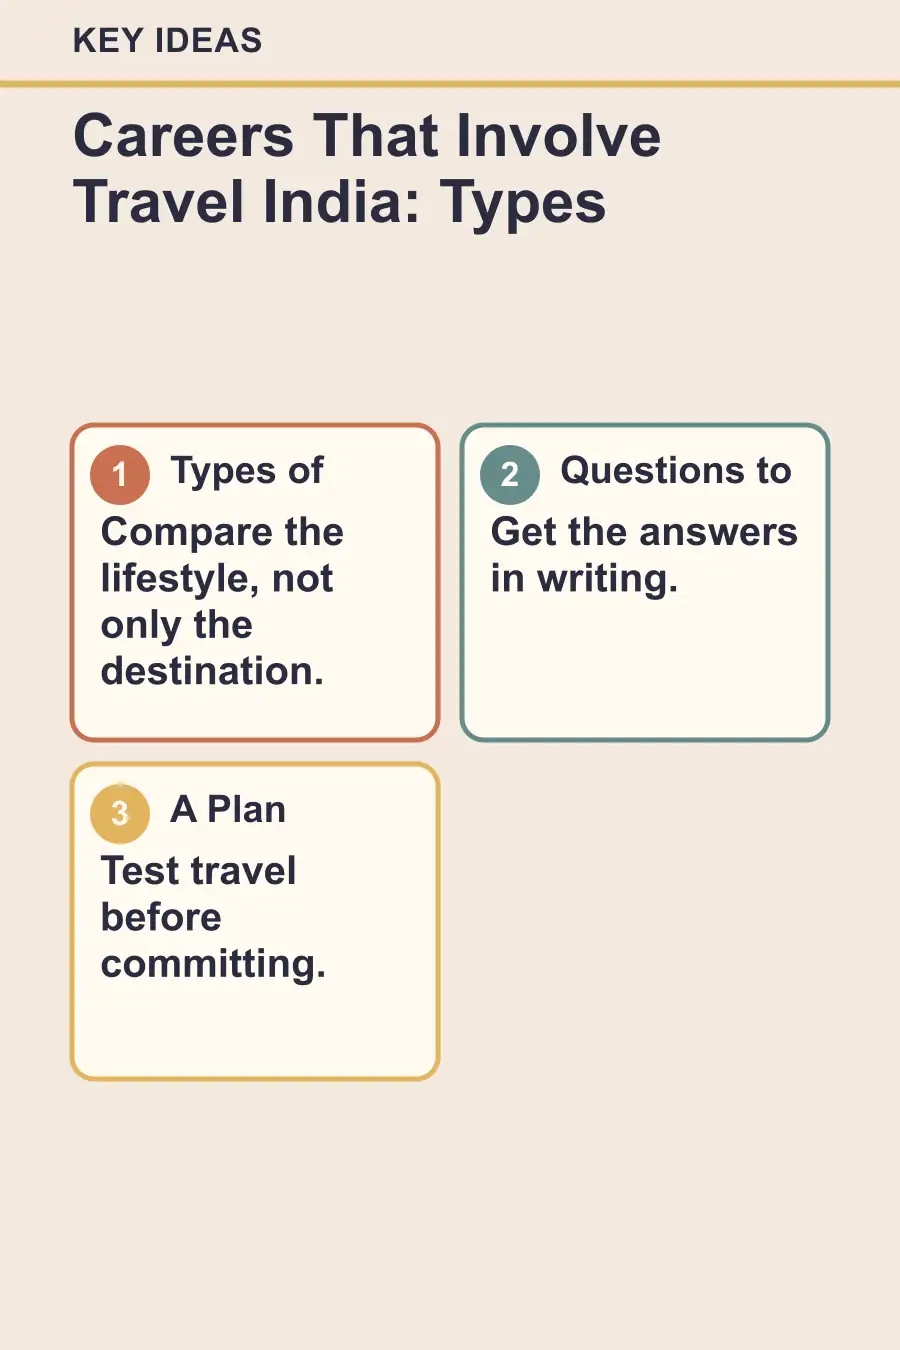 KEY IDEAS
Careers That Involve
Travel India: Types
1 Types of
Compare the
lifestyle, not
only the
destination.
2 Questions to
Get the answers
in writing.
3 A Plan
Test travel
before
committing.